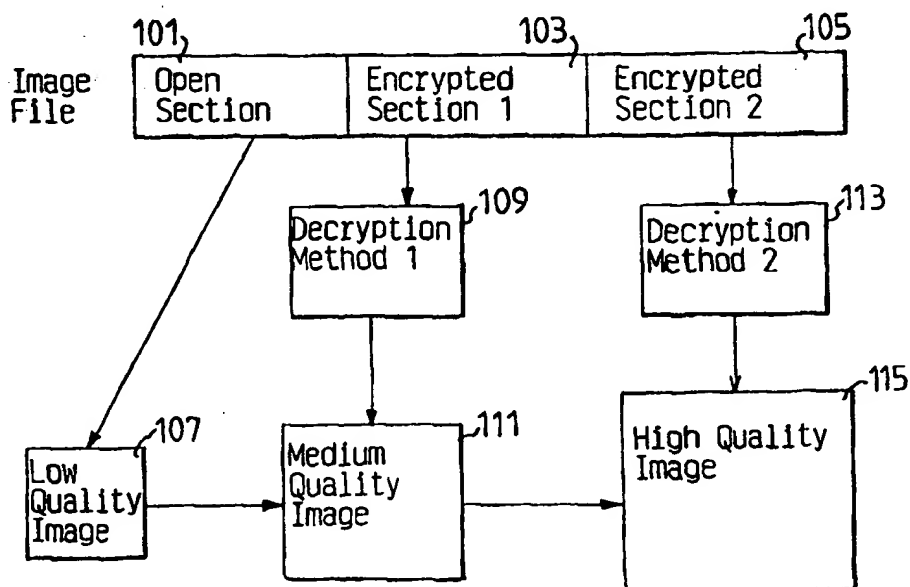 101
103
105
Image
File
Open
Section
Encrypted
Section 1
Encrypted
Section 2
109
Decryption
Method 1
113
Decryption
Method 2
107
Low
Quality
Image
111
Medium
Quality
Image
115
High Quality
Image